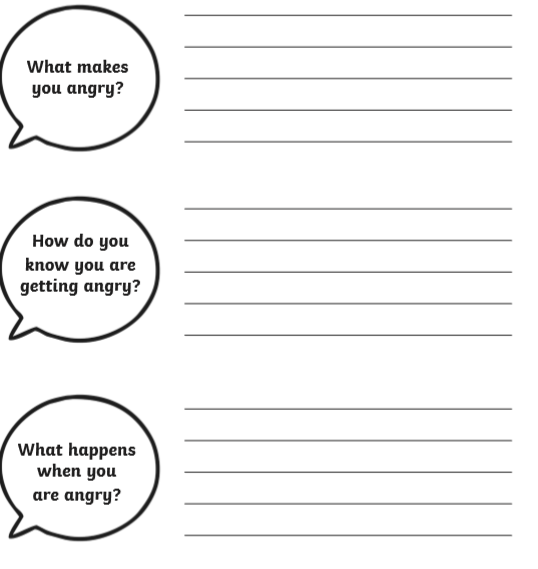 What makes
you angry?
How do you
know you are
getting angry?
What happens
when you
are angry?